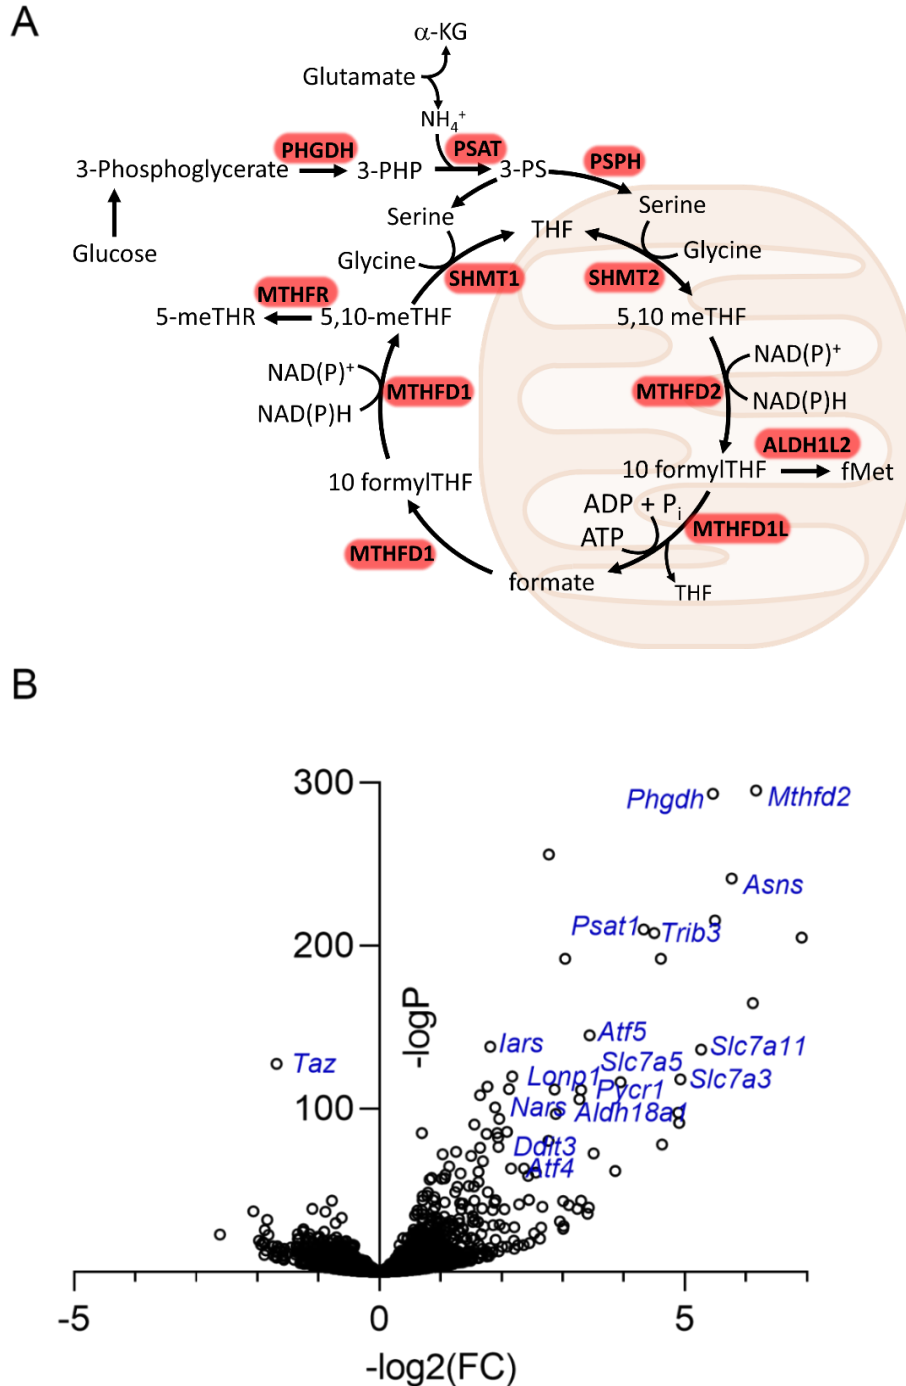 A
α-KG
Glutamate
NH4+
PHGDH
PSAT
PSPH
3-Phosphoglycerate
3-PHP
3-PS
Serine
Serine
THF
Glucose
Glycine
Glycine
SHMT1
SHMT2
MTHFR
5-meTHR
5,10-meTHF
5,10 meTHF
NAD(P)+
NAD(P)+
MTHFD1
MTHFD2
NAD(P)H
NAD(P)H
ALDH1L2
10 formylTHF
10 formylTHF
fMet
ADP + Pi
MTHFD1L
ATP
MTHFD1
formate
THF
B
300
Phgdh
Mthfd2
Asns
Psat1
Trib3
200
-logP
Iars
Atf5
Slc7a11
Taz
Slc7a5
Lonp1
Slc7a3
Pycr1
100
Nars
Aldh18a1
Ddit3
Atf4
-5
0
5
-log2(FC)